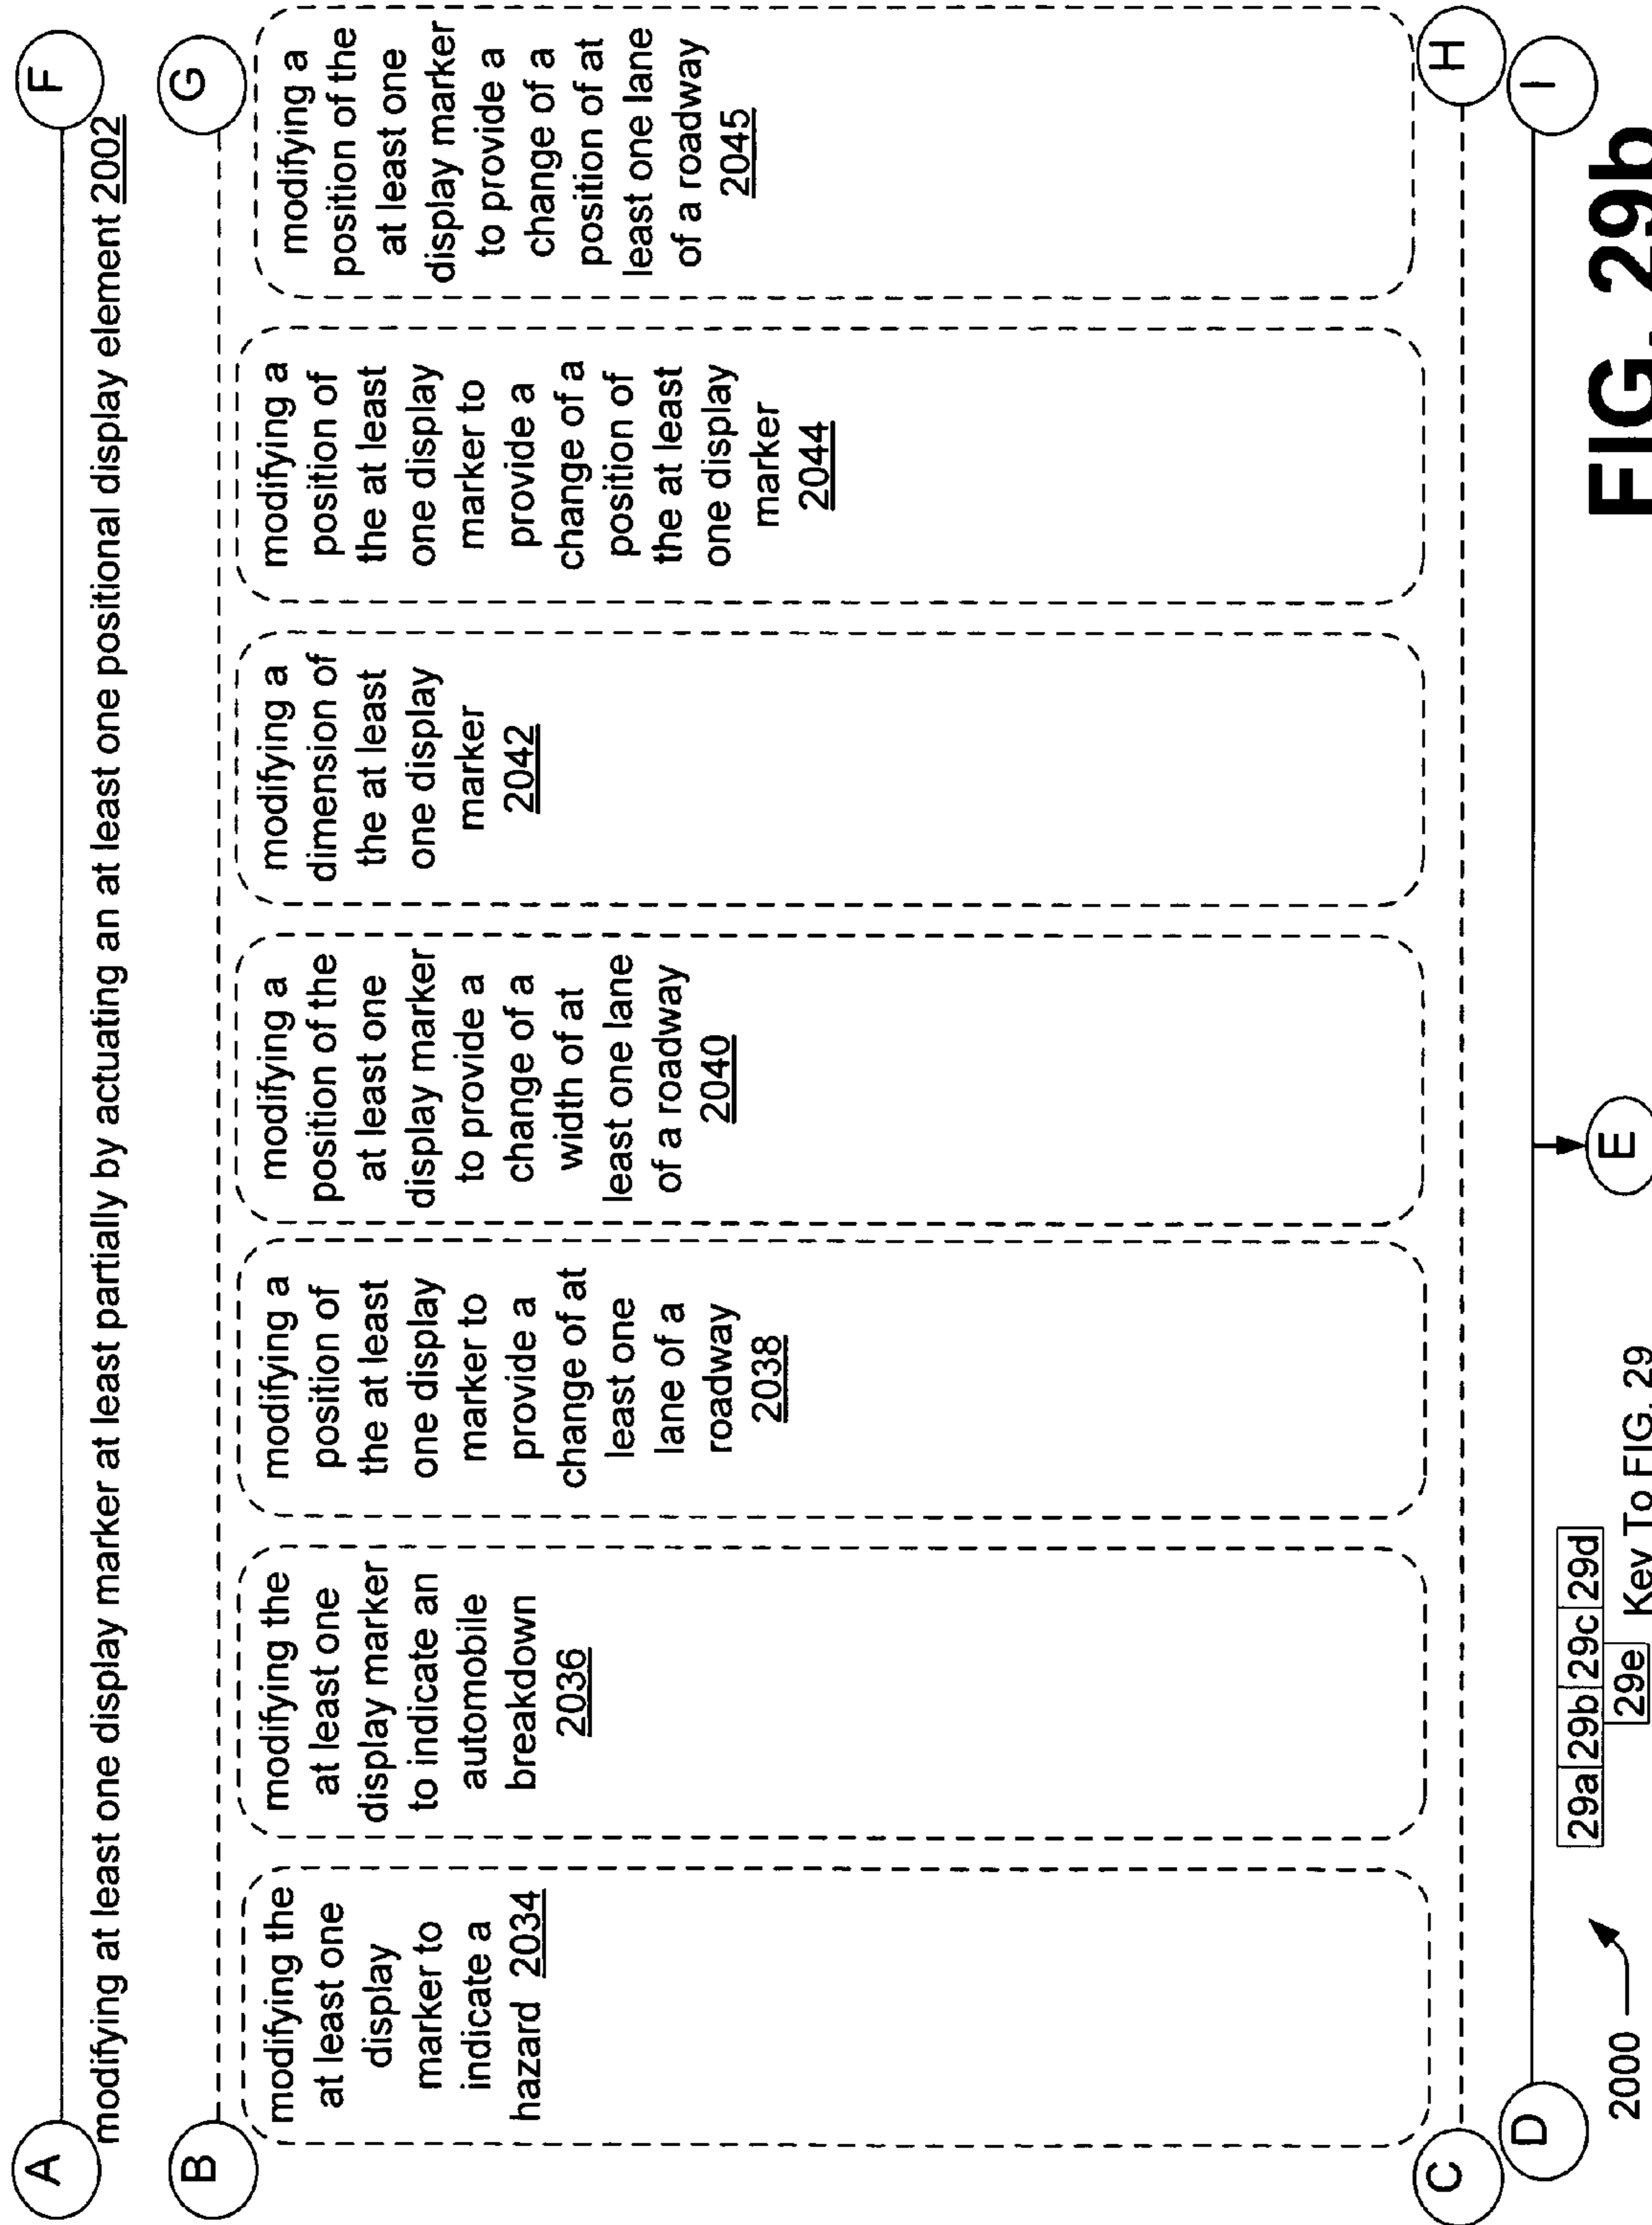 A
F
modifying at least one display marker at least partially by actuating an at least one positional display element 2002
B
G
modifying the
at least one
display
marker to
indicate a
hazard 2034
modifying the
at least one
display marker
to indicate an
automobile
breakdown
2036
modifying a
position of
the at least
one display
marker to
provide a
change of at
least one
lane of a
roadway
2038
modifying a
position of the
at least one
display marker
to provide a
change of a
width of at
least one lane
of a roadway
2040
modifying a
dimension of
the at least
one display
marker
2042
modifying a
position of
the at least
one display
marker to
provide a
change of a
position of
the at least
one display
marker
2044
modifying a
position of the
at least one
display marker
to provide a
change of a
position of at
least one lane
of a roadway
2045
C
H
D
I
E
2000
29a 29b 29c 29d
29e Key To FIG. 29
FIG. 29b